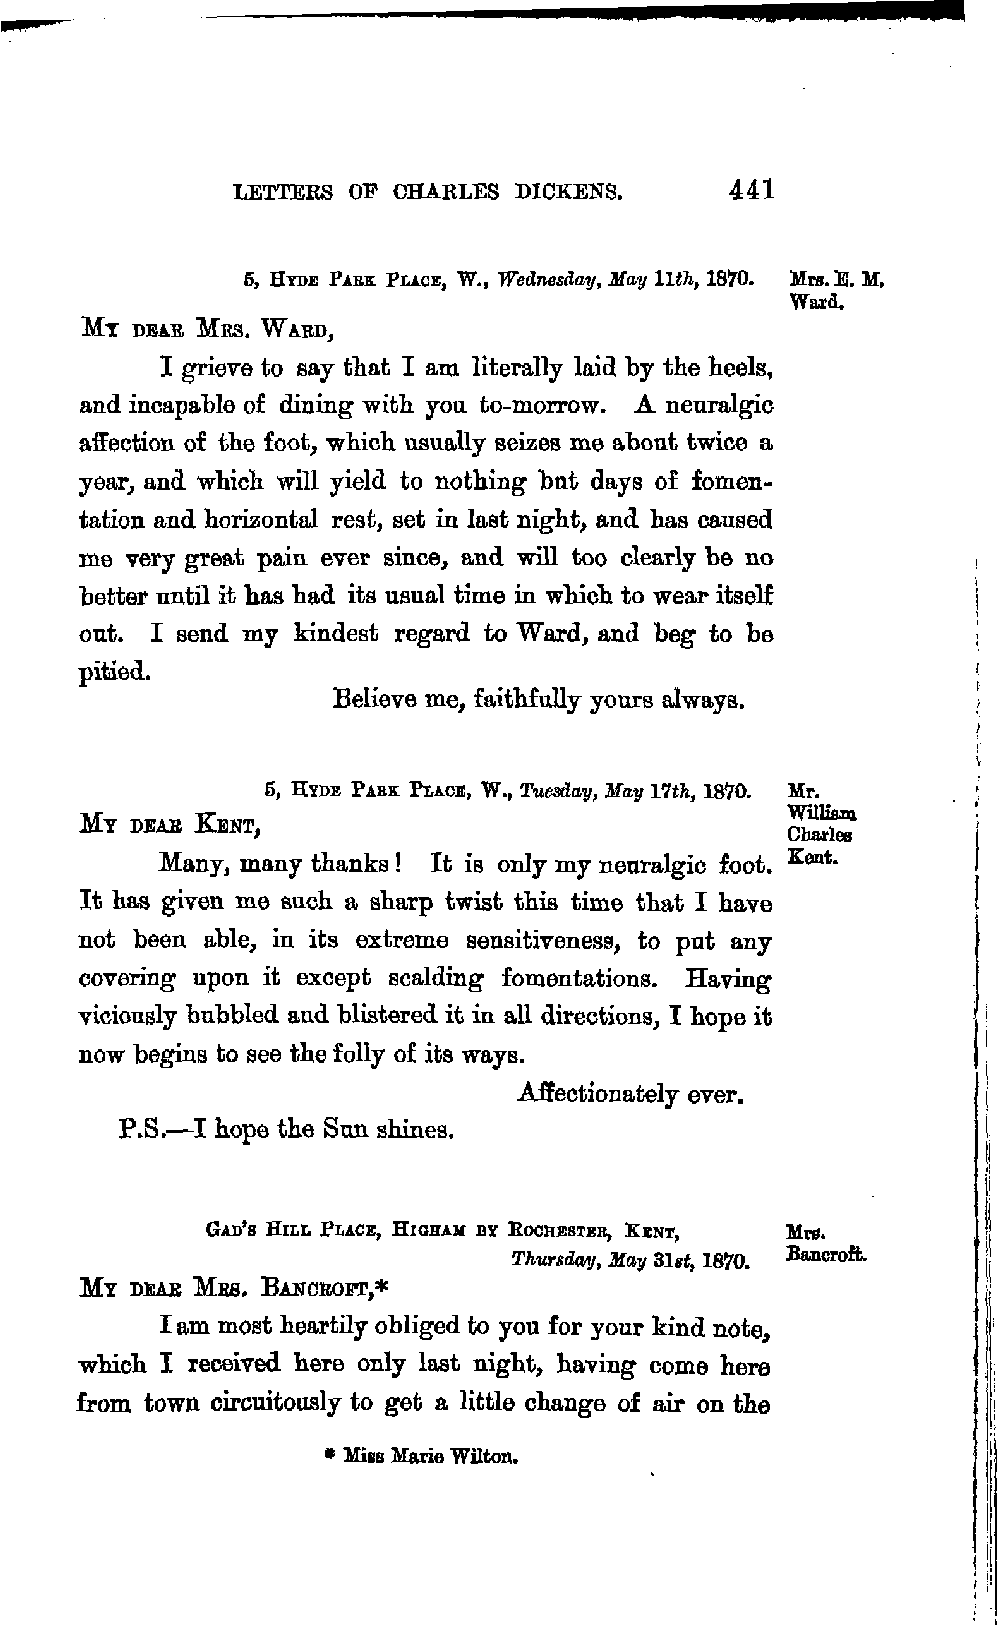 LETTERS OF CHARLES DICKENS. 441
5, Hyde Park Place, W., Wednesday, May 11th, 1870.
Mrs. E. M.
Ward.
My dear Mrs. Ward,
I grieve to say that I am literally laid by the heels,
and incapable of dining with you to-morrow. A neuralgic
affection of the foot, which usually seizes me about twice a
year, and which will yield to nothing but days of fomen-
tation and horizontal rest, set in last night, and has caused
me very great pain ever since, and will too clearly be no
better until it has had its usual time in which to wear itself
out. I send my kindest regard to Ward, and beg to be
pitied.
Believe me, faithfully yours always.
5, Hyde Park Place, W., Tuesday, May 17th, 1870.
Mr.
William
Charles
Kent.
My dear Kent,
Many, many thanks! It is only my neuralgic foot.
It has given me such a sharp twist this time that I have
not been able, in its extreme sensitiveness, to put any
covering upon it except scalding fomentations. Having
viciously bubbled and blistered it in all directions, I hope it
now begins to see the folly of its ways.
Affectionately ever.
P.S.—I hope the Sun shines.
Gad's Hill Place, Higham by Rochester, Kent,
Thursday, May 31st, 1870.
Mrs.
Bancroft.
My dear Mrs. Bancroft,*
I am most heartily obliged to you for your kind note,
which I received here only last night, having come here
from town circuitously to get a little change of air on the
* Miss Marie Wilton.